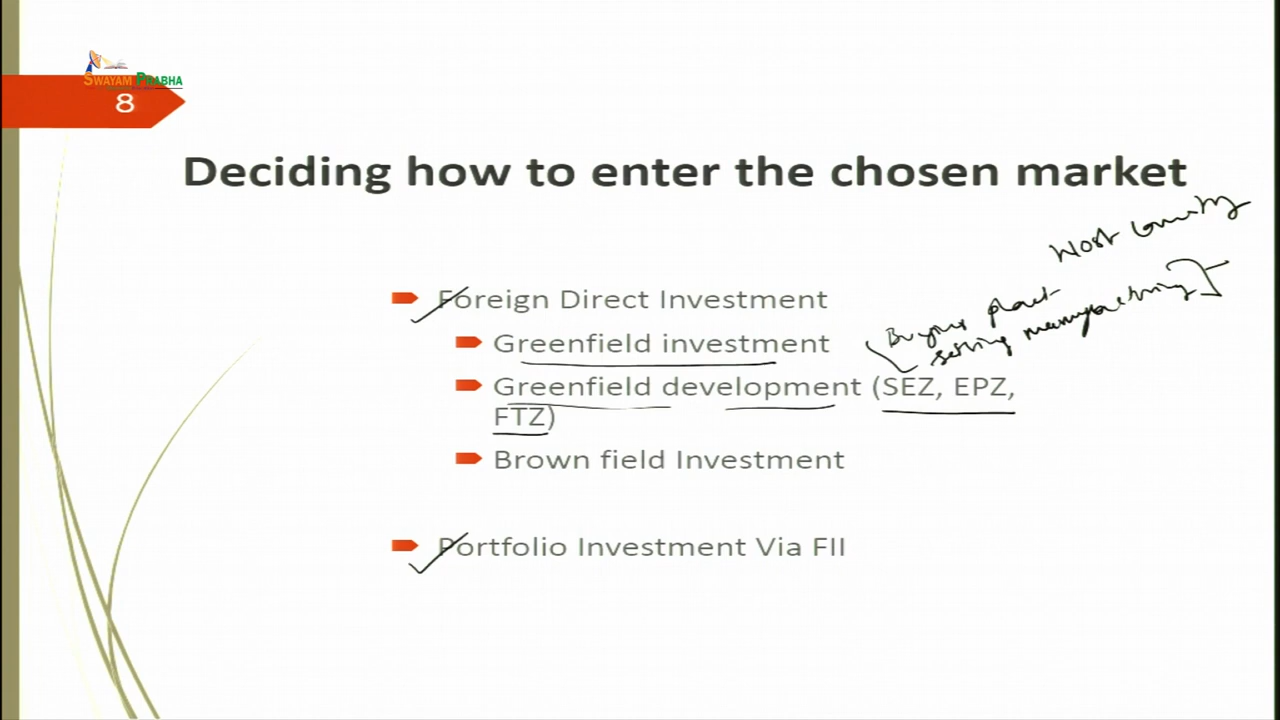 SWAYAM PRABHA
8
Deciding how to enter the chosen market
Host Country
Foreign Direct Investment
Buying plant
setting manufacturing
Greenfield investment
Greenfield development (SEZ, EPZ,
FTZ)
Brown field Investment
Portfolio Investment Via FII